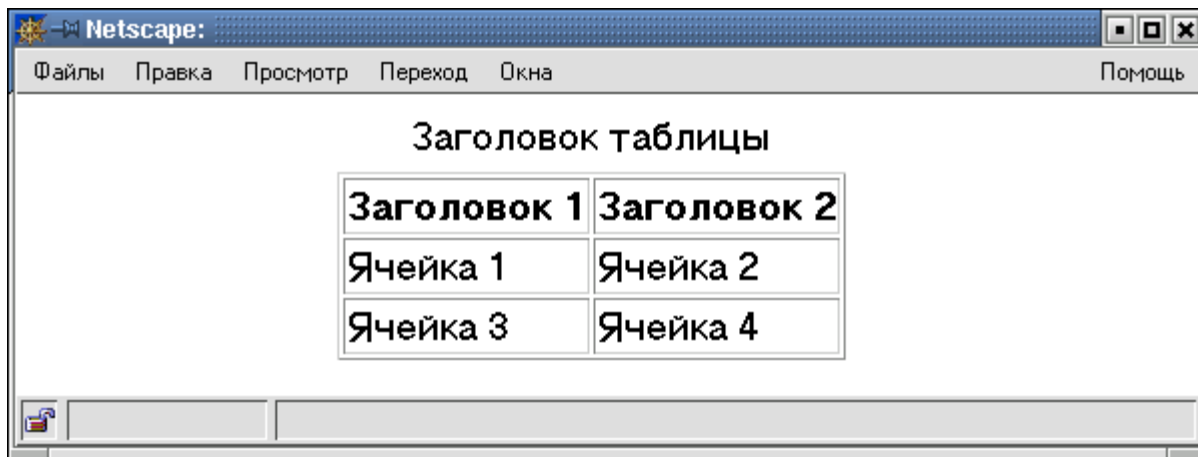 Netscape:
Файлы Правка Просмотр Переход Окна Помощь
Заголовок таблицы
Заголовок 1 Заголовок 2
Ячейка 1 Ячейка 2
Ячейка 3 Ячейка 4